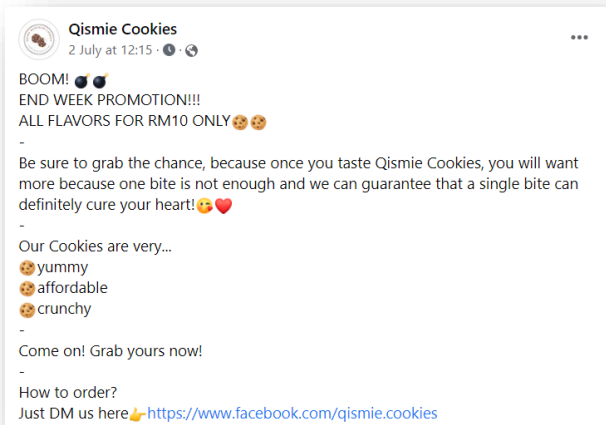 Qismie Cookies
2 July at 12:15 ·
BOOM! 💣💣
END WEEK PROMOTION!!!
ALL FLAVORS FOR RM10 ONLY🍪🍪
-
Be sure to grab the chance, because once you taste Qismie Cookies, you will want
more because one bite is not enough and we can guarantee that a single bite can
definitely cure your heart!😘❤️
-
Our Cookies are very...
🍪yummy
🍪affordable
🍪crunchy
-
Come on! Grab yours now!
-
How to order?
Just DM us here👉https://www.facebook.com/qismie.cookies